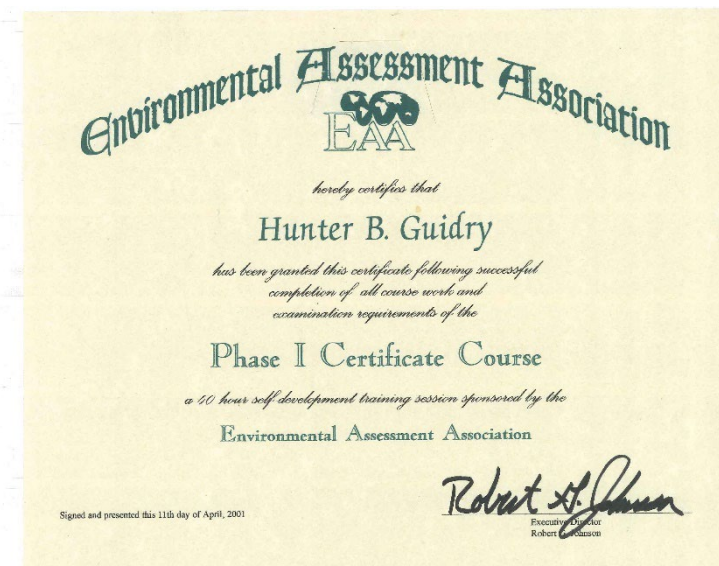 Environmental Assessment Association
EAA
hereby certifies that
Hunter B. Guidry
has been granted this certificate following successful
completion of all course work and
examination requirements of the
Phase I Certificate Course
a 40 hour self-development training session sponsored by the
Environmental Assessment Association
Signed and presented this 11th day of April, 2001
Robert G. Johnson
Executive Director
Robert G. Johnson